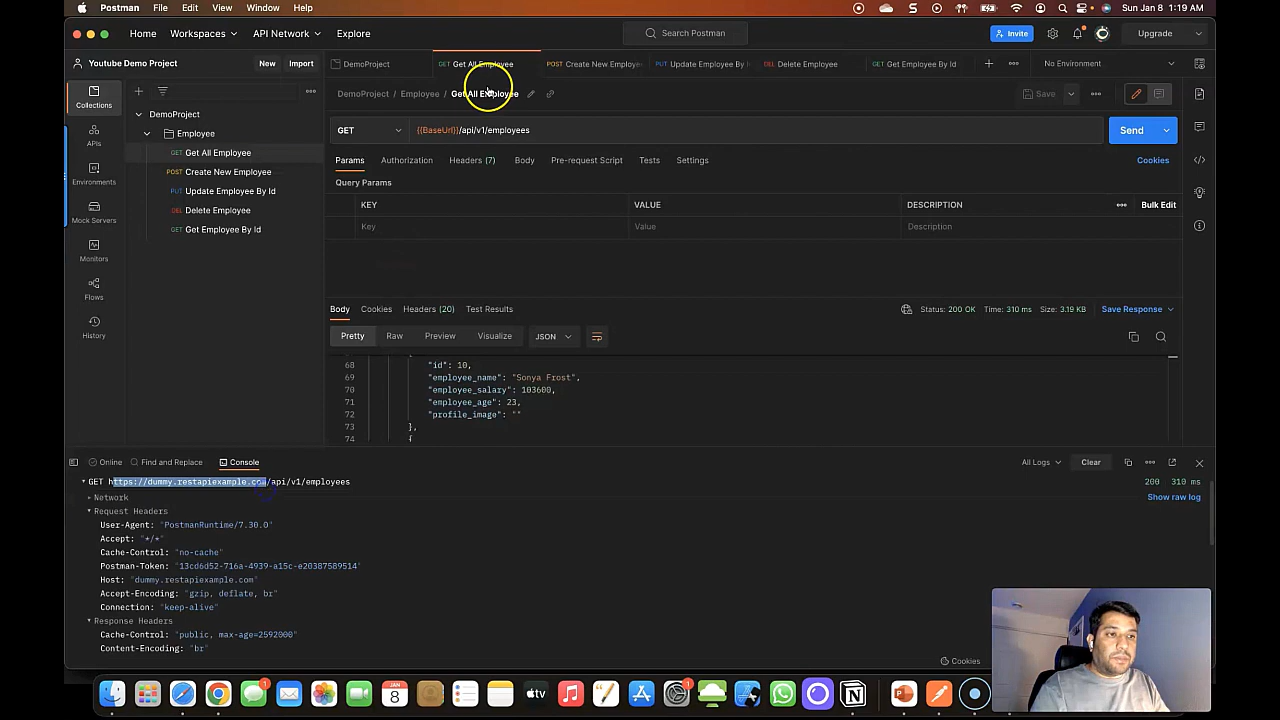 Postman File Edit View Window Help Sun Jan 8 1:19 AM
Home Workspaces API Network Explore Search Postman Invite Upgrade
Youtube Demo Project New Import
DemoProject GET Get All Employee POST Create New Employe PUT Update Employee By I DEL Delete Employee GET Get Employee By Id No Environment
Collections
APIs
Environments
Mock Servers
Monitors
Flows
History
DemoProject
Employee
GET Get All Employee
POST Create New Employee
PUT Update Employee By Id
DEL Delete Employee
GET Get Employee By Id
DemoProject / Employee / Get All Employee Save
GET {{BaseUrl}}/api/v1/employees Send
Params Authorization Headers (7) Body Pre-request Script Tests Settings Cookies
Query Params
KEY VALUE DESCRIPTION Bulk Edit
Key Value Description
Body Cookies Headers (20) Test Results Status: 200 OK Time: 310 ms Size: 3.19 KB Save Response
Pretty Raw Preview Visualize JSON
68 "id": 10,
69 "employee_name": "Sonya Frost",
70 "employee_salary": 103600,
71 "employee_age": 23,
72 "profile_image": ""
73 },
74 {
Online Find and Replace Console All Logs Clear
GET https://dummy.restapiexample.com/api/v1/employees 200 310 ms
Network Show raw log
Request Headers
User-Agent: "PostmanRuntime/7.30.0"
Accept: "*/*"
Cache-Control: "no-cache"
Postman-Token: "13cd6d52-716a-4939-a15c-e20387589514"
Host: "dummy.restapiexample.com"
Accept-Encoding: "gzip, deflate, br"
Connection: "keep-alive"
Response Headers
Cache-Control: "public, max-age=2592000"
Content-Encoding: "br"
Cookies
JAN
8
1
1
tv